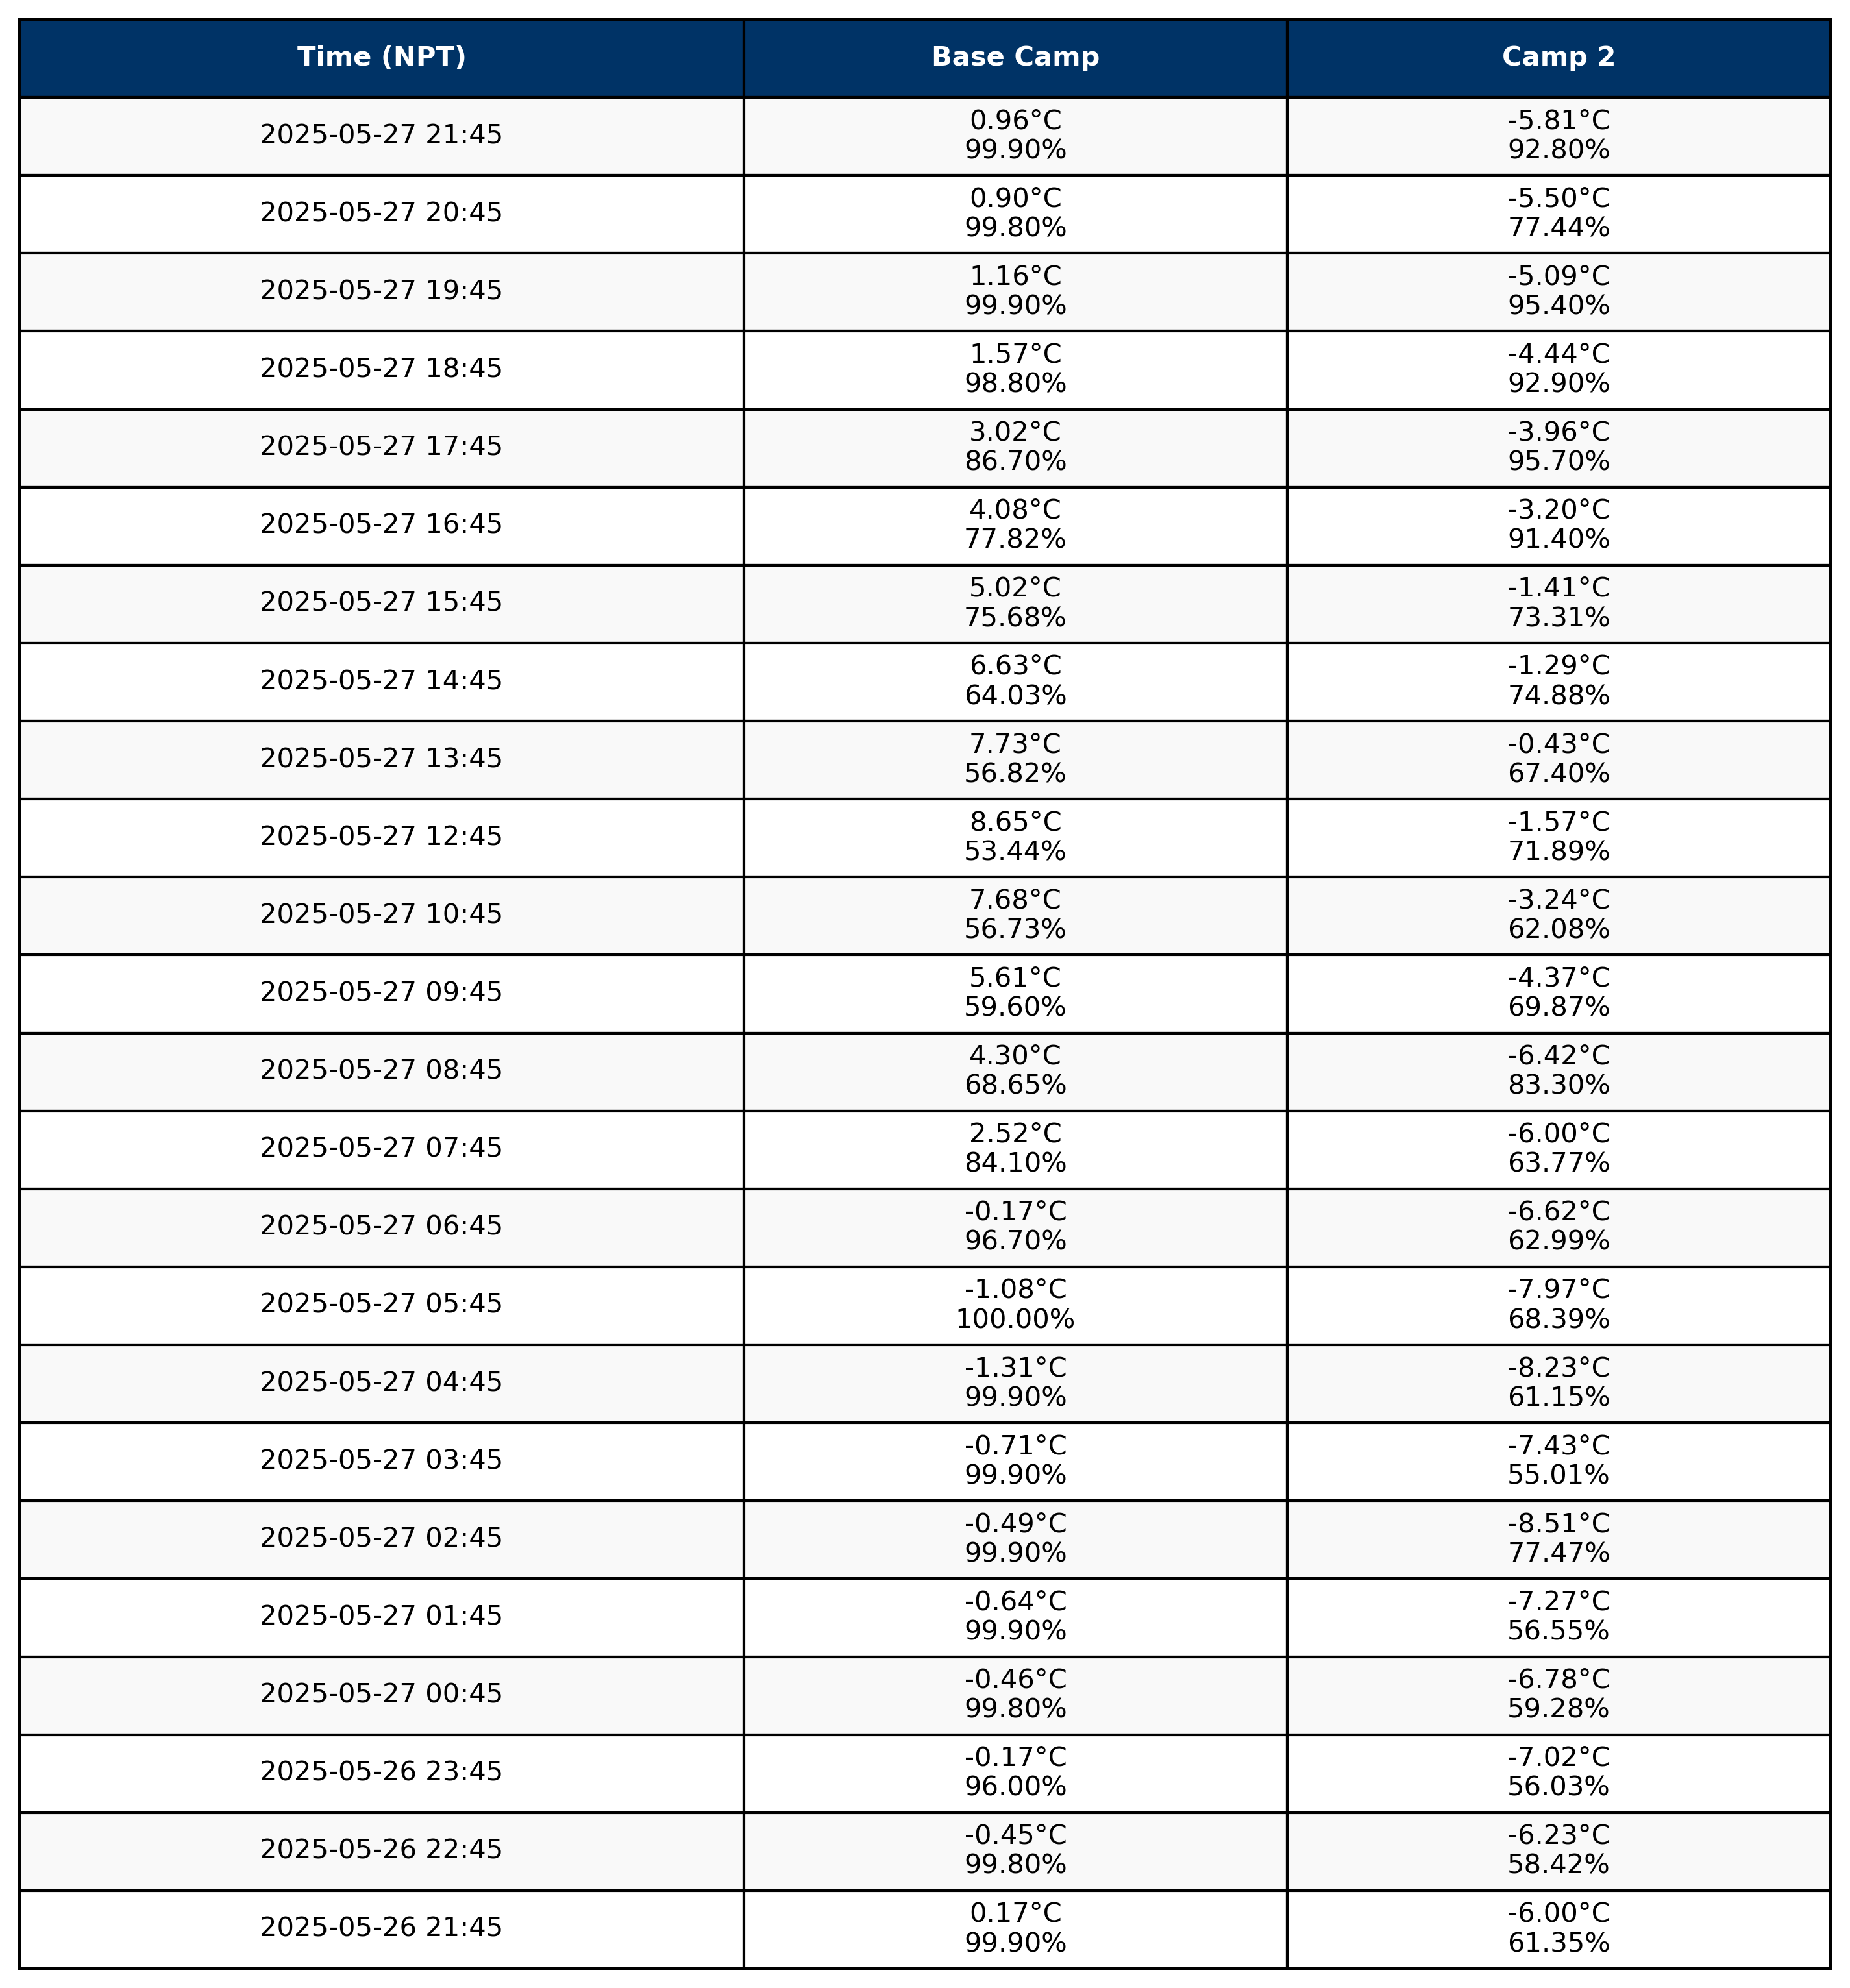 Time (NPT) Base Camp Camp 2
2025-05-27 21:45 0.96°C -5.81°C
99.90% 92.80%
2025-05-27 20:45 0.90°C -5.50°C
99.80% 77.44%
2025-05-27 19:45 1.16°C -5.09°C
99.90% 95.40%
2025-05-27 18:45 1.57°C -4.44°C
98.80% 92.90%
2025-05-27 17:45 3.02°C -3.96°C
86.70% 95.70%
2025-05-27 16:45 4.08°C -3.20°C
77.82% 91.40%
2025-05-27 15:45 5.02°C -1.41°C
75.68% 73.31%
2025-05-27 14:45 6.63°C -1.29°C
64.03% 74.88%
2025-05-27 13:45 7.73°C -0.43°C
56.82% 67.40%
2025-05-27 12:45 8.65°C -1.57°C
53.44% 71.89%
2025-05-27 10:45 7.68°C -3.24°C
56.73% 62.08%
2025-05-27 09:45 5.61°C -4.37°C
59.60% 69.87%
2025-05-27 08:45 4.30°C -6.42°C
68.65% 83.30%
2025-05-27 07:45 2.52°C -6.00°C
84.10% 63.77%
2025-05-27 06:45 -0.17°C -6.62°C
96.70% 62.99%
2025-05-27 05:45 -1.08°C -7.97°C
100.00% 68.39%
2025-05-27 04:45 -1.31°C -8.23°C
99.90% 61.15%
2025-05-27 03:45 -0.71°C -7.43°C
99.90% 55.01%
2025-05-27 02:45 -0.49°C -8.51°C
99.90% 77.47%
2025-05-27 01:45 -0.64°C -7.27°C
99.90% 56.55%
2025-05-27 00:45 -0.46°C -6.78°C
99.80% 59.28%
2025-05-26 23:45 -0.17°C -7.02°C
96.00% 56.03%
2025-05-26 22:45 -0.45°C -6.23°C
99.80% 58.42%
2025-05-26 21:45 0.17°C -6.00°C
99.90% 61.35%